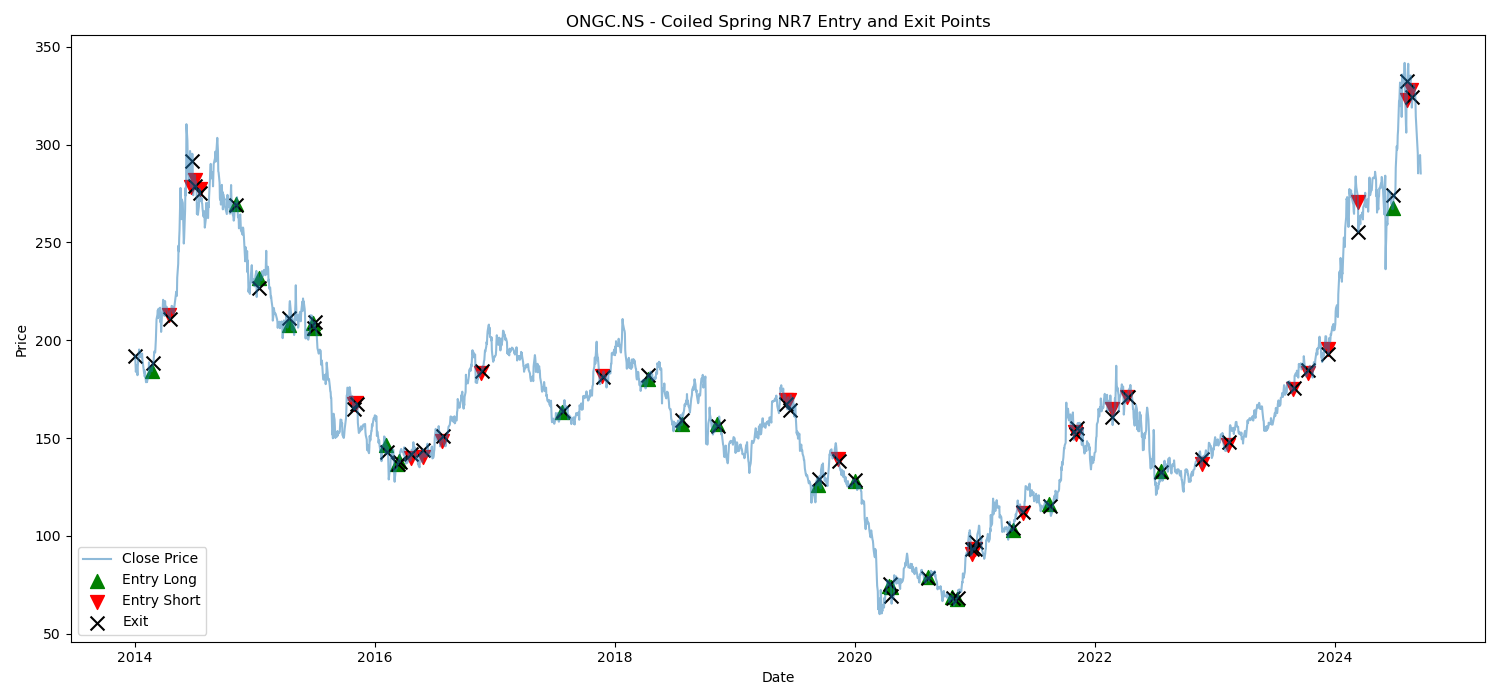 ONGC.NS - Coiled Spring NR7 Entry and Exit Points
Price
350
300
250
200
150
100
50
Close Price
Entry Long
Entry Short
Exit
2014
2016
2018
2020
2022
2024
Date